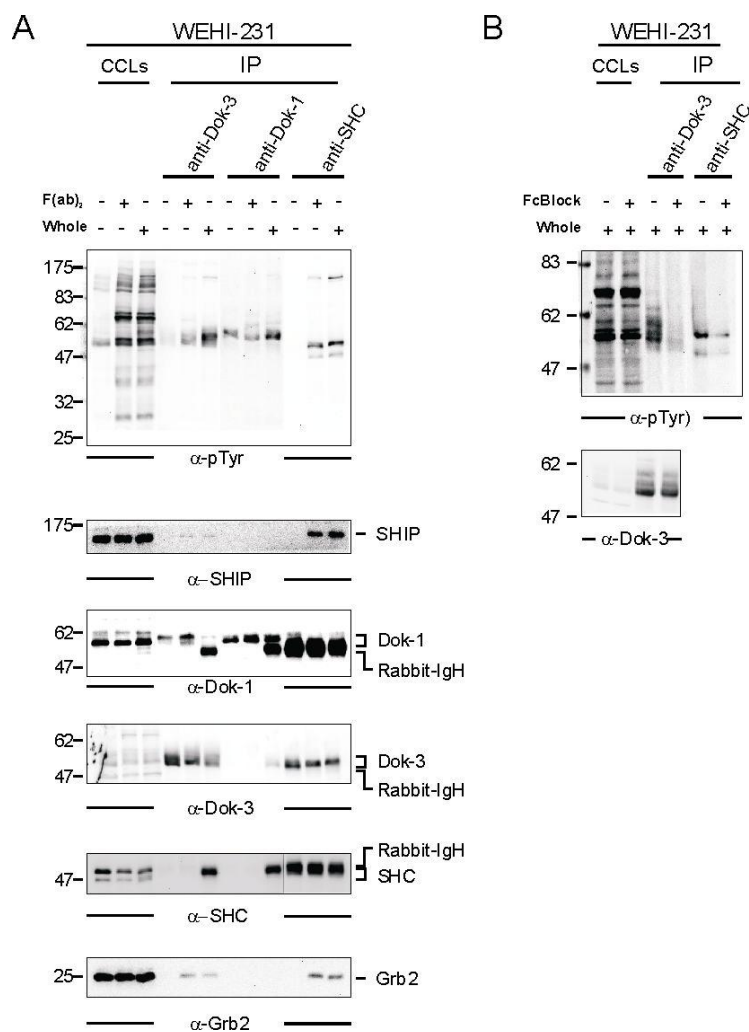 A
WEHI-231
CCLs IP
anti-Dok-3 anti-Dok-1 anti-SHC
F(ab)₂ - + - - + - - + - - + -
Whole - - + - - + - - + - - +
175
83
62
47
32
25
α-pTyr
175
SHIP
α-SHIP
62
47
Dok-1
Rabbit-IgH
α-Dok-1
62
47
Dok-3
Rabbit-IgH
α-Dok-3
47
Rabbit-IgH
SHC
α-SHC
25
Grb2
α-Grb2
B
WEHI-231
CCLs IP
anti-Dok-3 anti-SHC
FcBlock - + - + - +
Whole + + + + + +
83
62
47
α-pTyr)
62
47
α-Dok-3